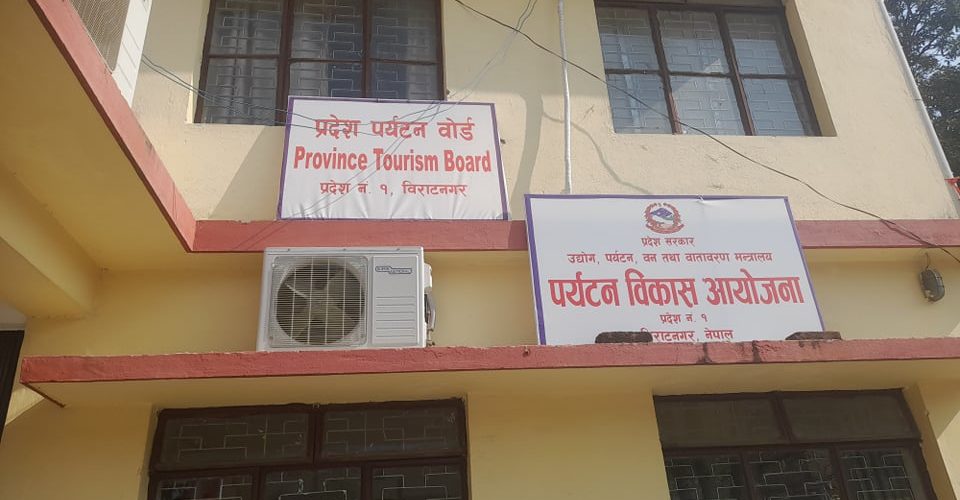 प्रदेश पर्यटन वोर्ड
Province Tourism Board
प्रदेश नं. १, विराटनगर
प्रदेश सरकार
उद्योग, पर्यटन, वन तथा वातावरण मन्त्रालय
पर्यटन विकास आयोजना
प्रदेश न. १
विराटनगर, नेपाल